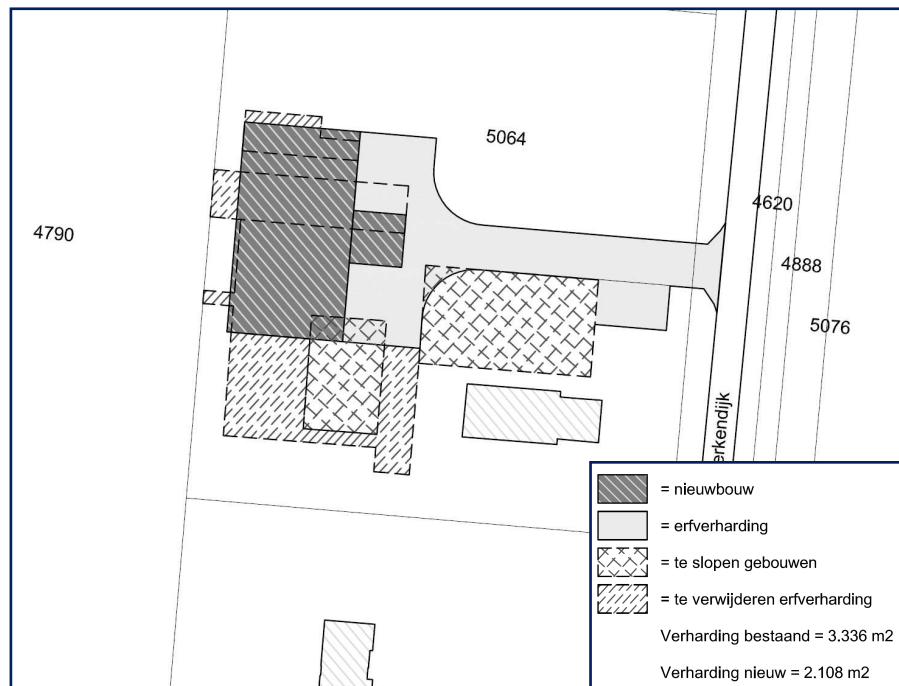 5064
4620
4790
4888
5076
erkendijk
= nieuwbouw
= erfverharding
= te slopen gebouwen
= te verwijderen erfverharding
Verharding bestaand = 3.336 m2
Verharding nieuw = 2.108 m2